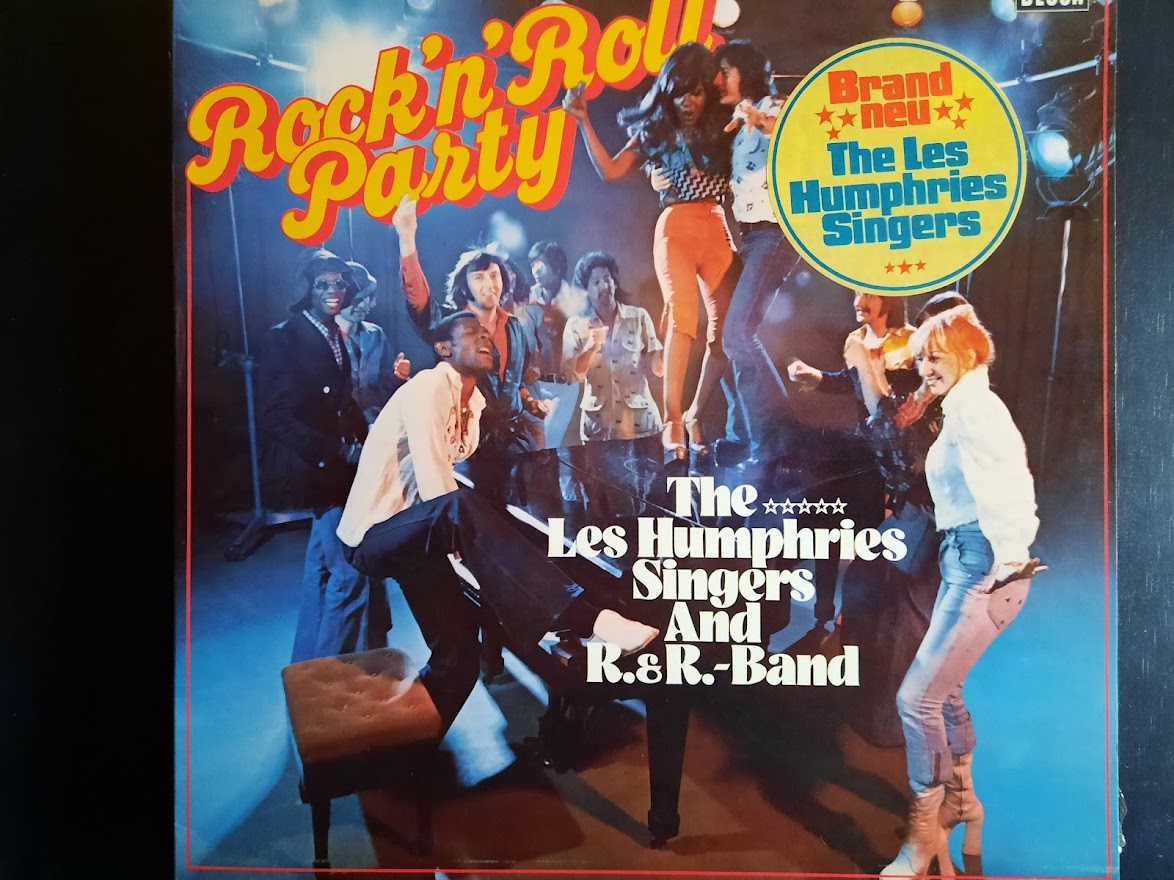 DECCA
Rock'n'Roll
Party
Brand
neu
The Les
Humphries
Singers
The
Les Humphries
Singers
And
R.&R.-Band